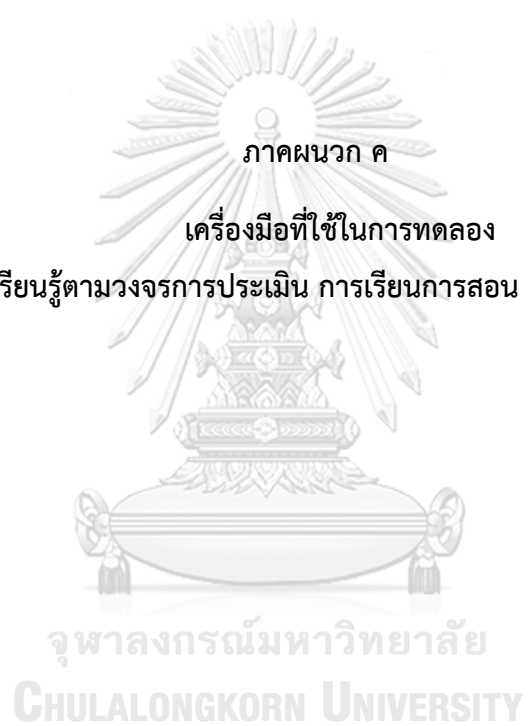 ภาคผนวก ค
เครื่องมือที่ใช้ในการทดลอง
รียนรู้ตามวงจรการประเมิน การเรียนการสอน
จุฬาลงกรณ์มหาวิทยาลัย
CHULALONGKORN UNIVERSITY